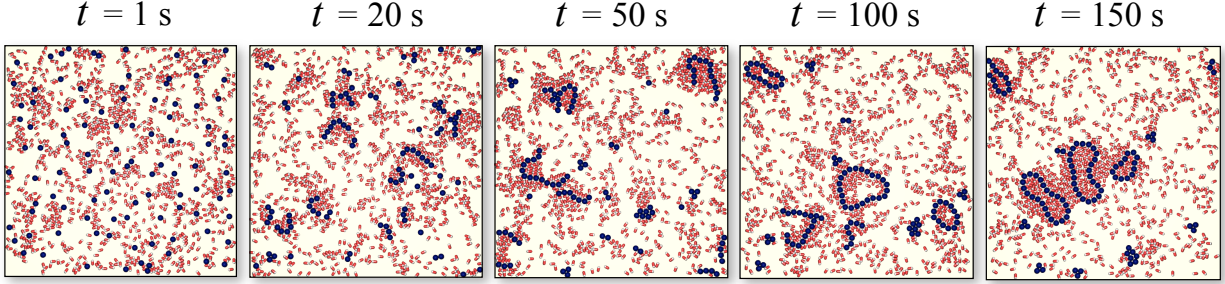 t = 1 s
t = 20 s
t = 50 s
t = 100 s
t = 150 s